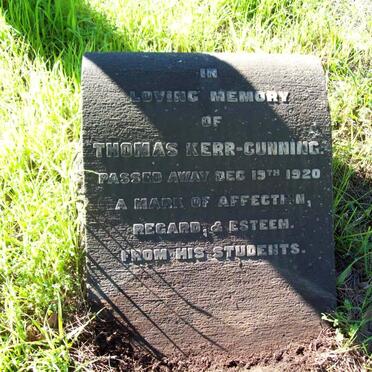 IN
LOVING MEMORY
OF
THOMAS KERR-GUNNING.
PASSED AWAY DEC 19TH 1920
A MARK OF AFFECTION,
REGARD, & ESTEEM.
FROM HIS STUDENTS.